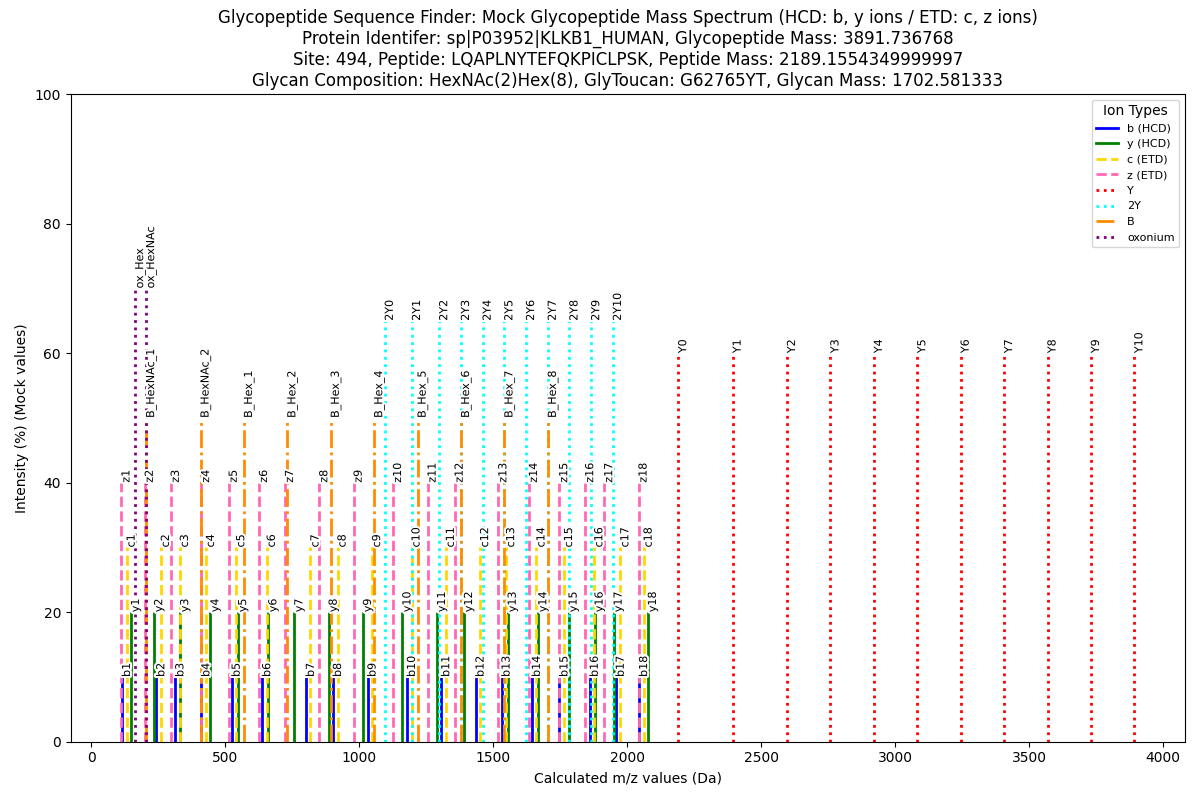 Glycopeptide Sequence Finder: Mock Glycopeptide Mass Spectrum (HCD: b, y ions / ETD: c, z ions)
Protein Identifer: sp|P03952|KLKB1_HUMAN, Glycopeptide Mass: 3891.736768
Site: 494, Peptide: LQAPLNYTEFQKPICLPSK, Peptide Mass: 2189.1554349999997
Glycan Composition: HexNAc(2)Hex(8), GlyToucan: G62765YT, Glycan Mass: 1702.581333
Intensity (%) (Mock values)
100
80
60
40
20
0
Ion Types
b (HCD)
y (HCD)
c (ETD)
z (ETD)
Y
2Y
B
oxonium
ox_Hex
ox_HexNAc
2Y0
2Y1
2Y2
2Y3
2Y4
2Y5
2Y6
2Y7
2Y8
2Y9
2Y10
Y0
Y1
Y2
Y3
Y4
Y5
Y6
Y7
Y8
Y9
Y10
B_HexNAc_1
B_HexNAc_2
B_Hex_1
B_Hex_2
B_Hex_3
B_Hex_4
B_Hex_5
B_Hex_6
B_Hex_7
B_Hex_8
z1
z2
z3
z4
z5
z6
z7
z8
z9
z10
z11
z12
z13
z14
z15
z16
z17
z18
c1
c2
c3
c4
c5
c6
c7
c8
c9
c10
c11
c12
c13
c14
c15
c16
c17
c18
y1
y2
y3
y4
y5
y6
y7
y8
y9
y10
y11
y12
y13
y14
y15
y16
y17
y18
b1
b2
b3
b4
b5
b6
b7
b8
b9
b10
b11
b12
b13
b14
b15
b16
b17
b18
0
500
1000
1500
2000
2500
3000
3500
4000
Calculated m/z values (Da)